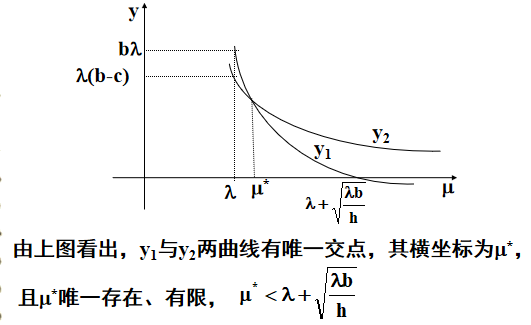 y
bλ
λ(b-c)
y₂
y₁
λ μ* μ
λ+√(λb/h)
由上图看出，y₁与y₂两曲线有唯一交点，其横坐标为μ*，
且μ*唯一存在、有限， μ*<λ+√(λb/h)